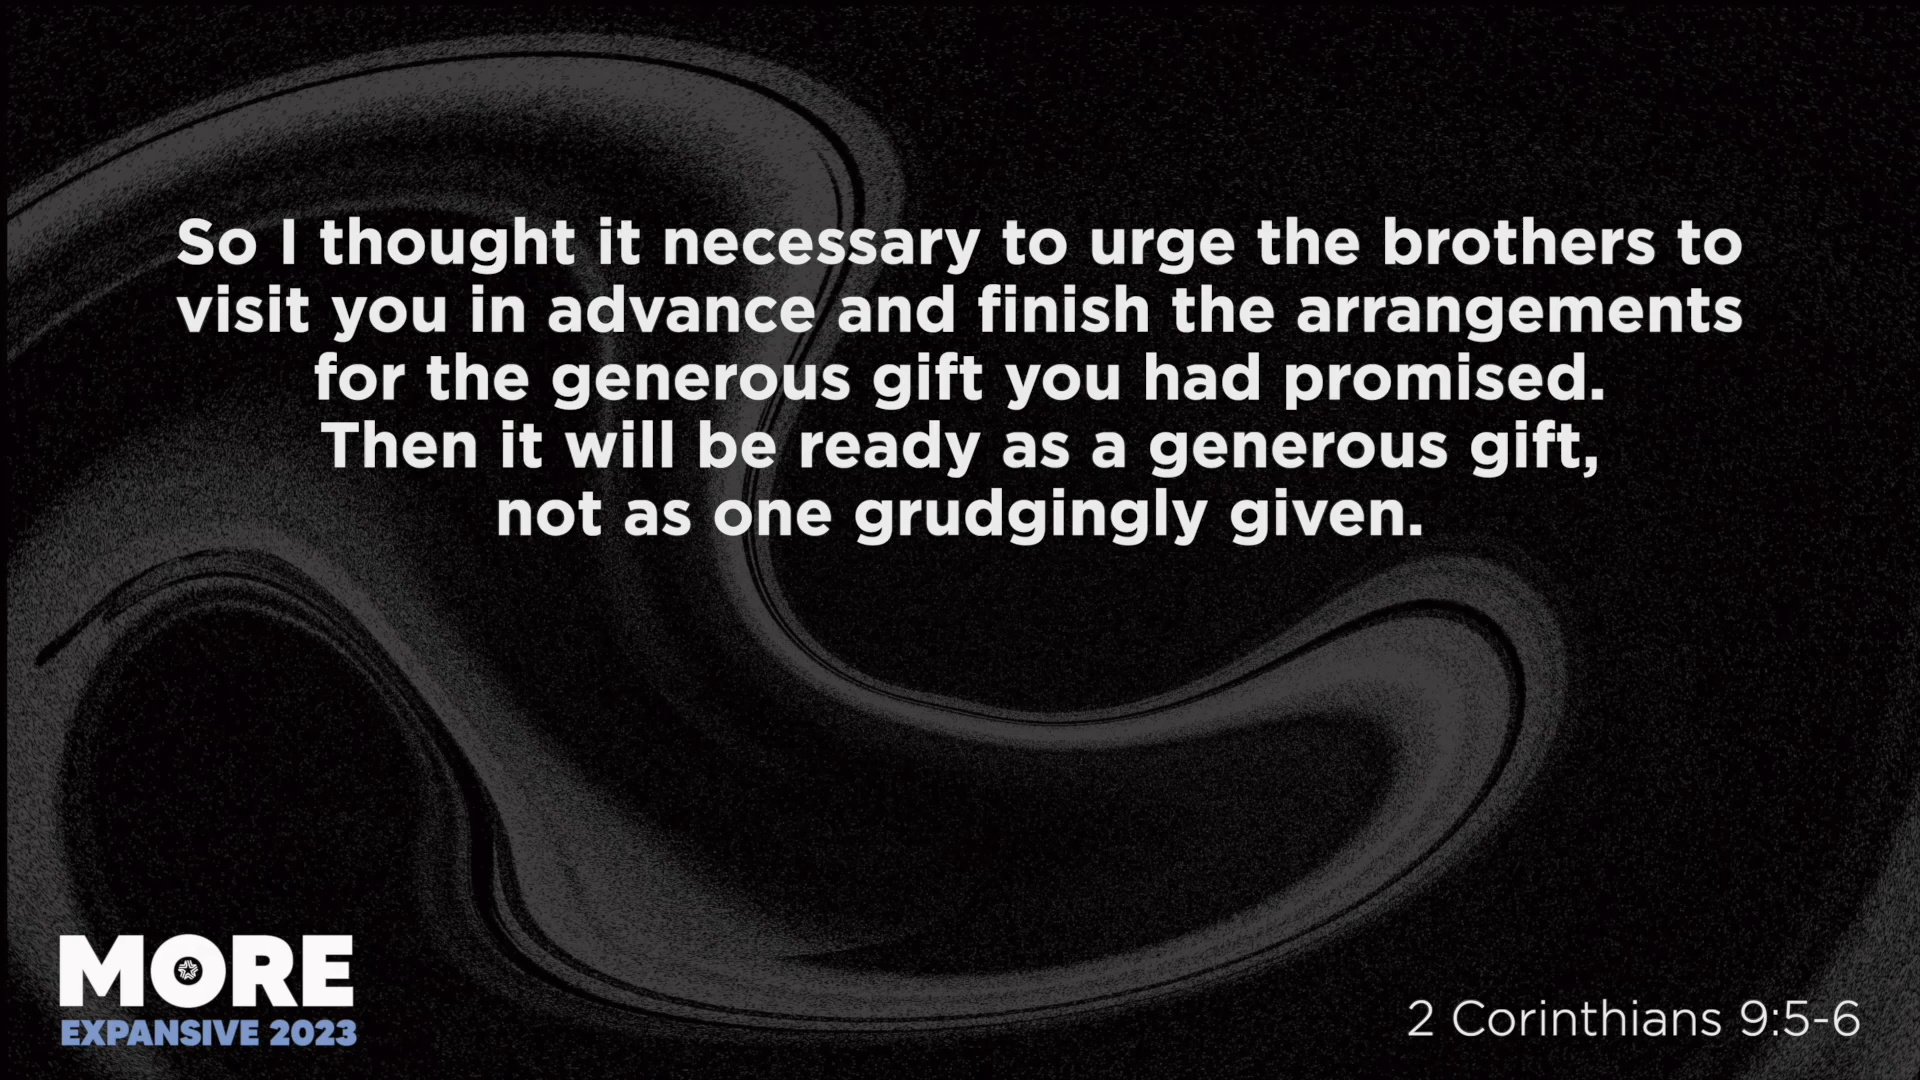 So I thought it necessary to urge the brothers to
visit you in advance and finish the arrangements
for the generous gift you had promised.
Then it will be ready as a generous gift,
not as one grudgingly given.
MORE
EXPANSIVE 2023
2 Corinthians 9:5-6